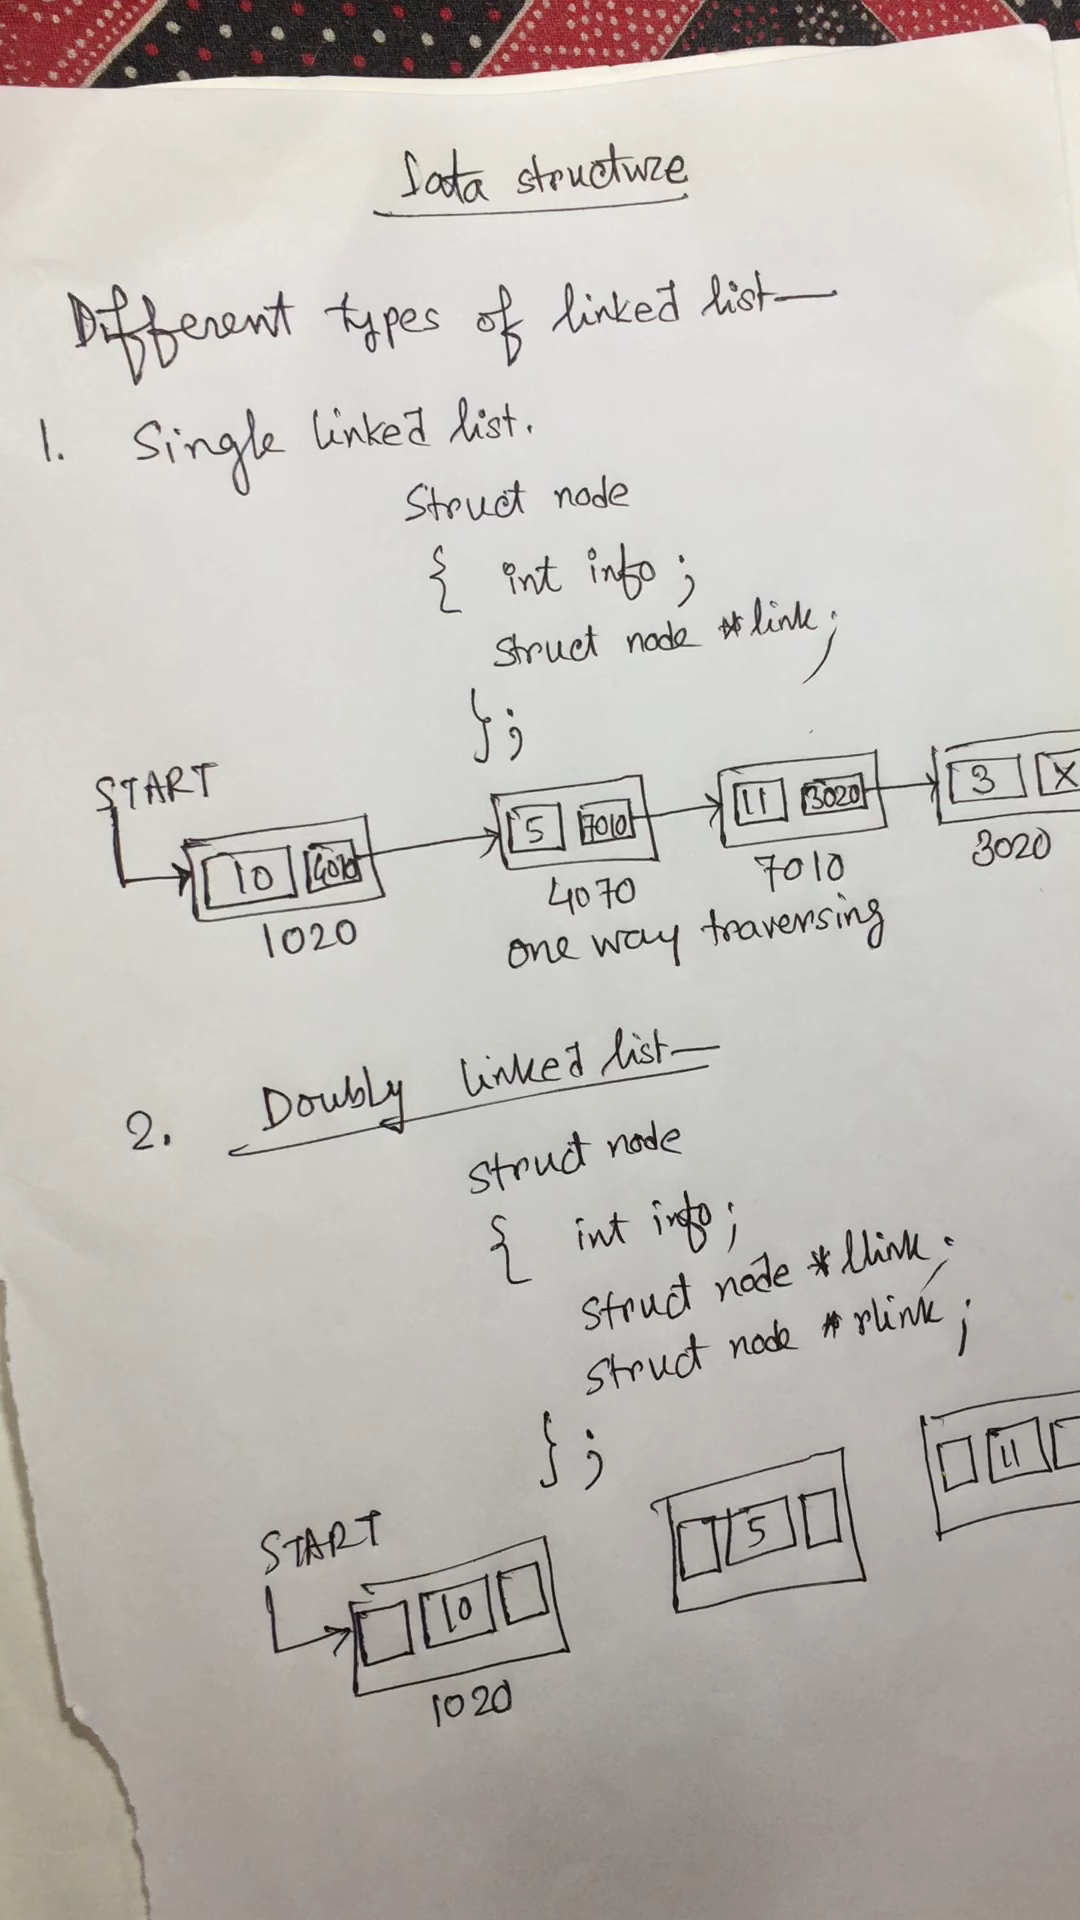 Data structure
Different types of linked list—
1. Single linked list.
Struct node
{ int info;
struct node *link;
};
START
10 4010 5 7010 11 3020 3 X
1020 4070 7010 3020
one way traversing
2. Doubly linked list—
struct node
{ int info;
struct node *llink;
struct node *rlink;
};
START
10 5 11
1020